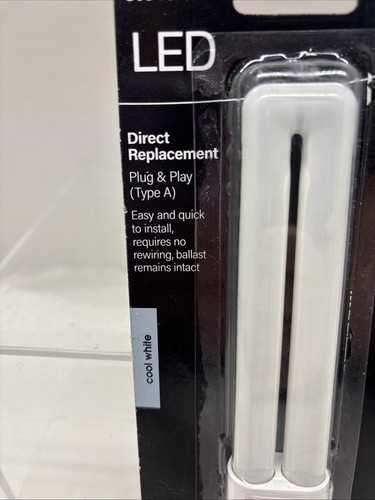 LED
Direct
Replacement
Plug & Play
(Type A)
Easy and quick
to install,
requires no
rewiring, ballast
remains intact
cool white